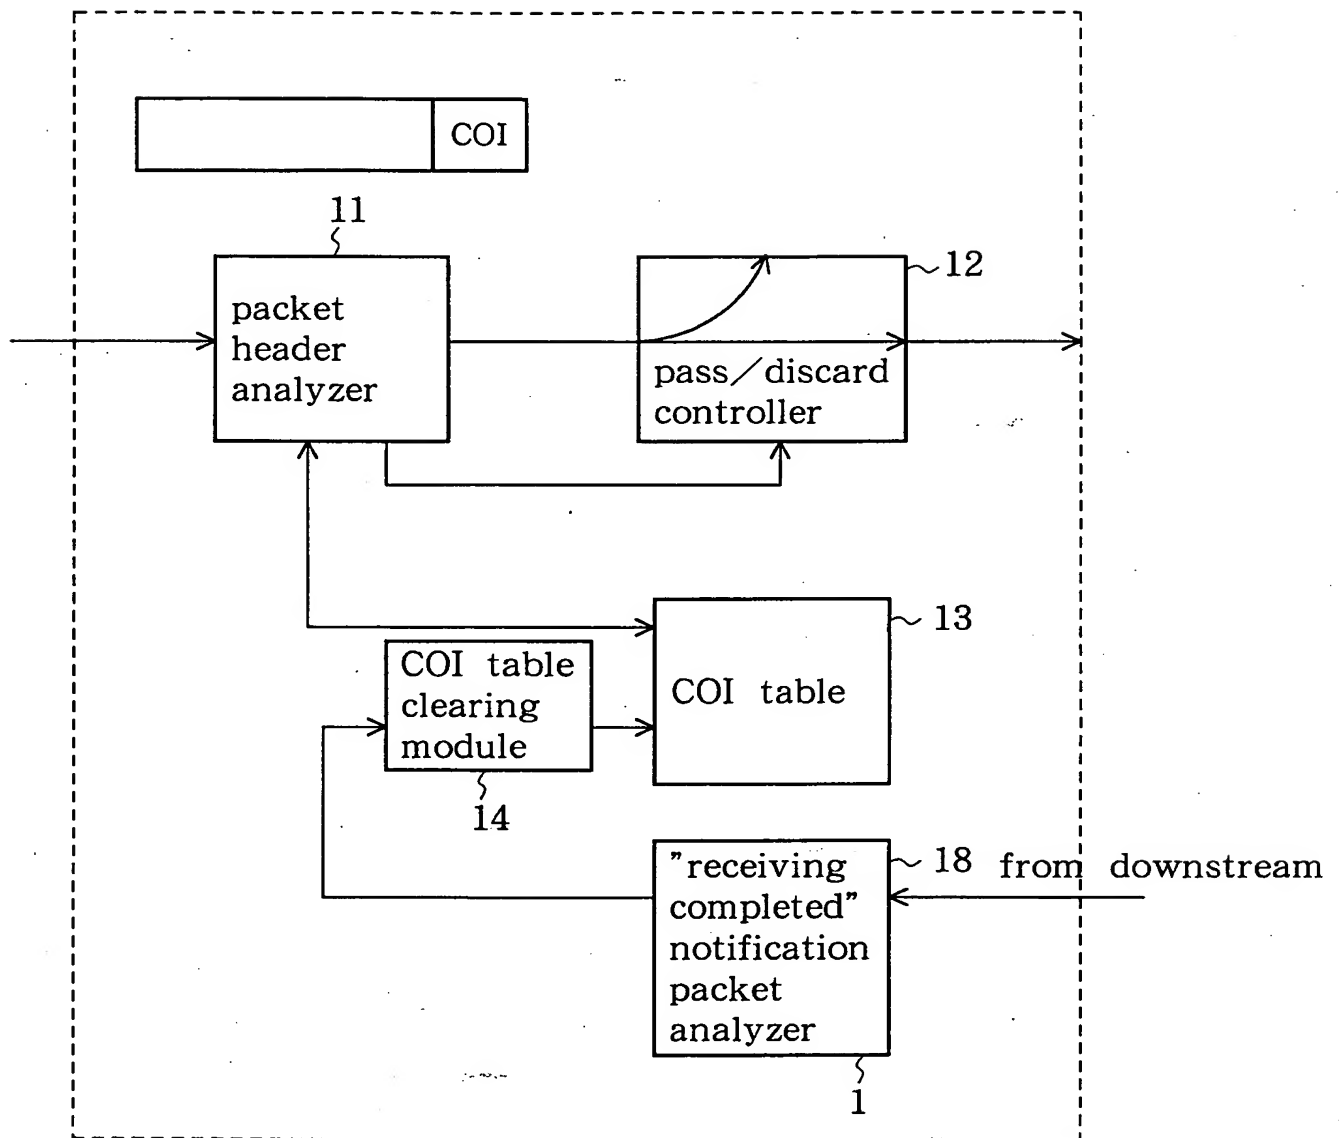 COI
11
packet
header
analyzer
12
pass/discard
controller
13
COI table
COI table
clearing
module
14
18
from downstream
"receiving
completed"
notification
packet
analyzer
1